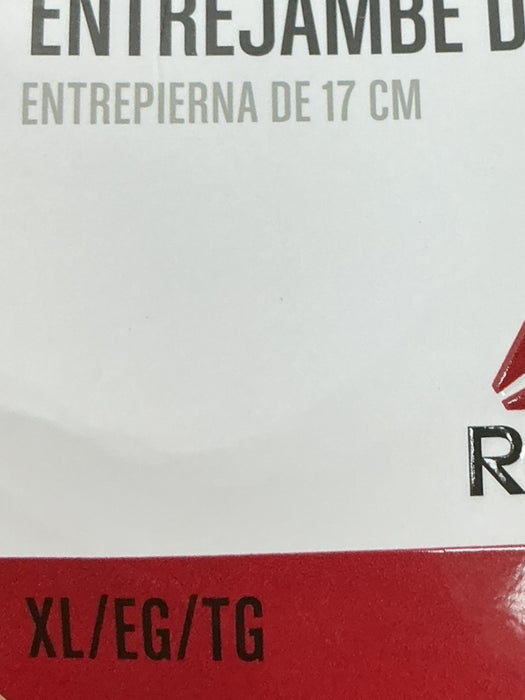 ENTREJAMBE D
ENTREPIERNA DE 17 CM
R
XL/EG/TG